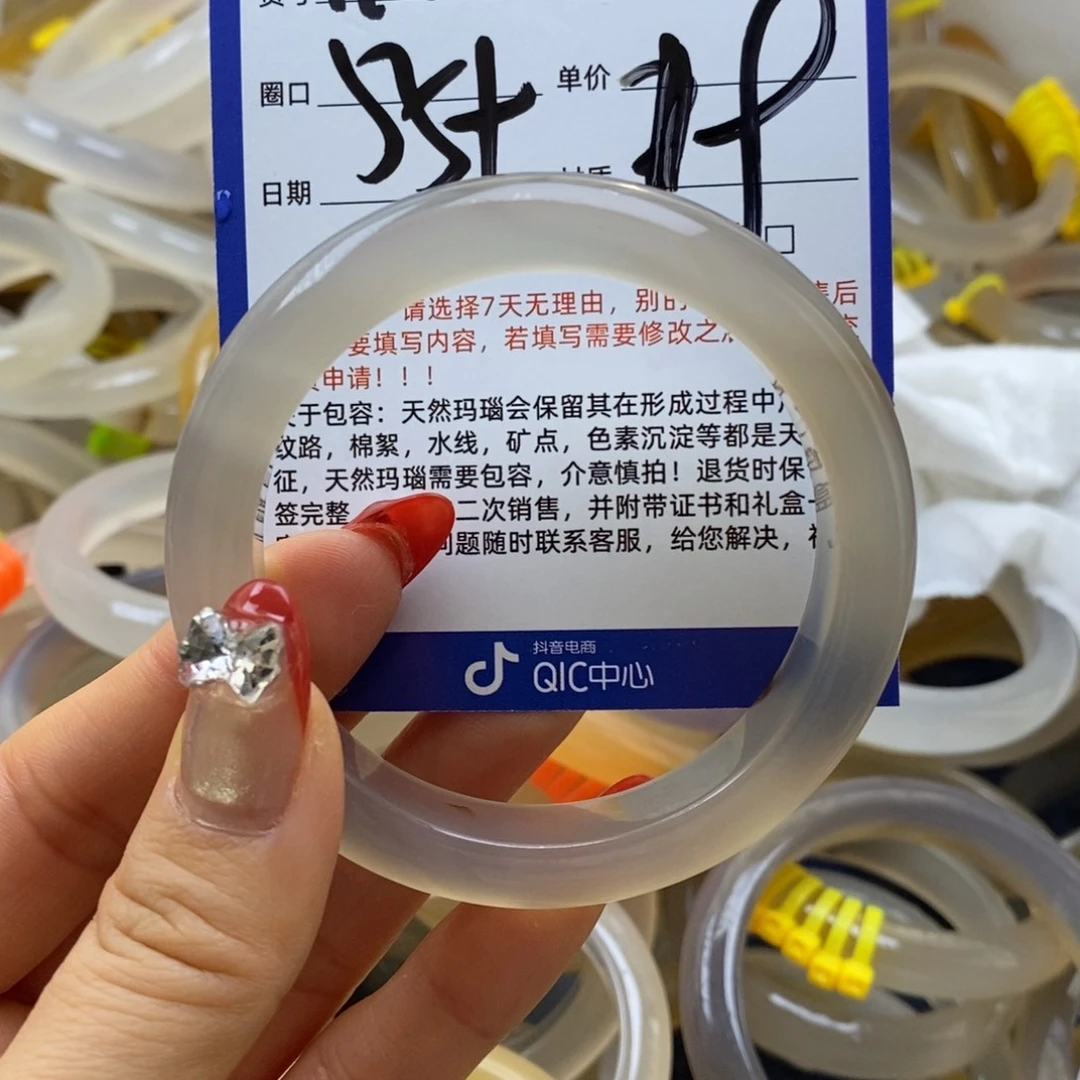 圈口 单价
日期 材质
请选择7天无理由，别的
要填写内容，若填写需要修改之
申请！！！
关于包容：天然玛瑙会保留其在形成过程中
纹路，棉絮，水线，矿点，色素沉淀等都是天
征，天然玛瑙需要包容，介意慎拍！退货时保
签完整 二次销售，并附带证书和礼盒
问题随时联系客服，给您解决，
抖音电商
QIC中心